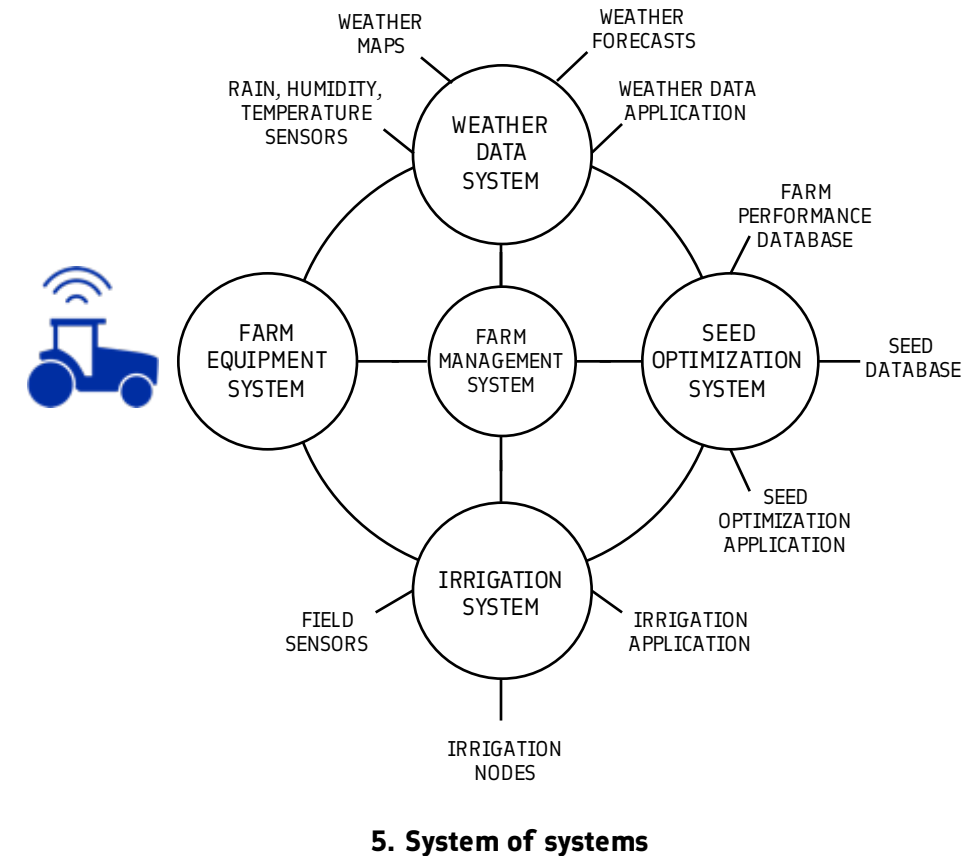 WEATHER
MAPS
WEATHER
FORECASTS
RAIN, HUMIDITY,
TEMPERATURE
SENSORS
WEATHER DATA
APPLICATION
WEATHER
DATA
SYSTEM
FARM
PERFORMANCE
DATABASE
FARM
EQUIPMENT
SYSTEM
FARM
MANAGEMENT
SYSTEM
SEED
OPTIMIZATION
SYSTEM
SEED
DATABASE
SEED
OPTIMIZATION
APPLICATION
IRRIGATION
SYSTEM
FIELD
SENSORS
IRRIGATION
APPLICATION
IRRIGATION
NODES
5. System of systems